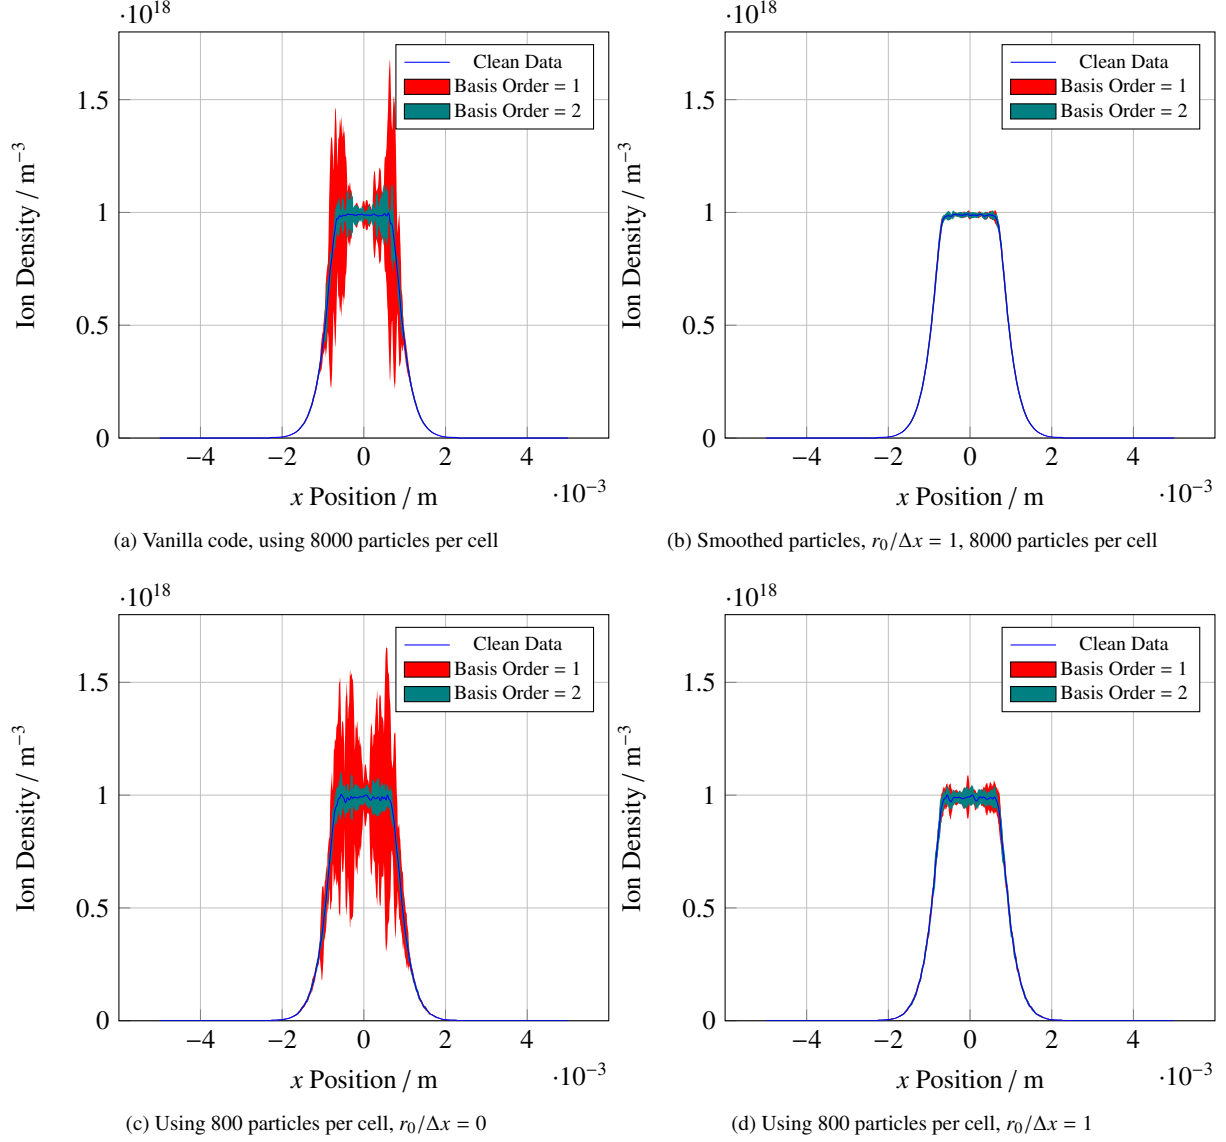 ·10^18
Ion Density / m^−3
1.5
1
0.5
0
Clean Data
Basis Order = 1
Basis Order = 2
−4 −2 0 2 4
x Position / m
·10^−3
(a) Vanilla code, using 8000 particles per cell
·10^18
Ion Density / m^−3
1.5
1
0.5
0
Clean Data
Basis Order = 1
Basis Order = 2
−4 −2 0 2 4
x Position / m
·10^−3
(b) Smoothed particles, r₀/Δx = 1, 8000 particles per cell
·10^18
Ion Density / m^−3
1.5
1
0.5
0
Clean Data
Basis Order = 1
Basis Order = 2
−4 −2 0 2 4
x Position / m
·10^−3
(c) Using 800 particles per cell, r₀/Δx = 0
·10^18
Ion Density / m^−3
1.5
1
0.5
0
Clean Data
Basis Order = 1
Basis Order = 2
−4 −2 0 2 4
x Position / m
·10^−3
(d) Using 800 particles per cell, r₀/Δx = 1